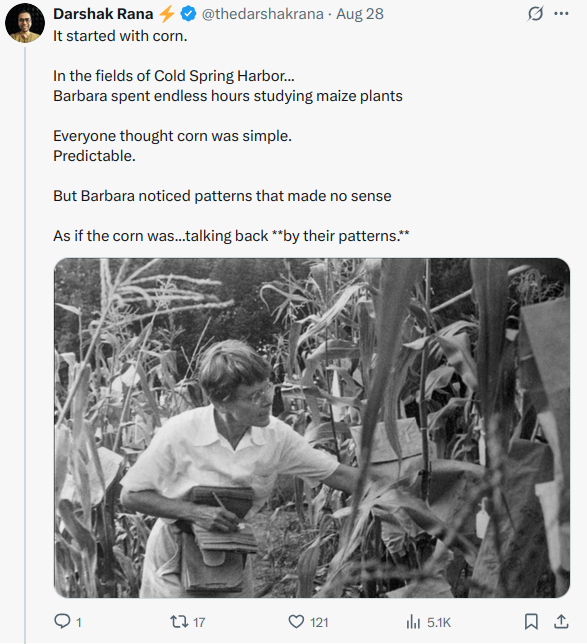 Darshak Rana ⚡ @thedarshakrana · Aug 28
It started with corn.
In the fields of Cold Spring Harbor...
Barbara spent endless hours studying maize plants
Everyone thought corn was simple.
Predictable.
But Barbara noticed patterns that made no sense
As if the corn was...talking back **by their patterns.**
1 17 121 5.1K